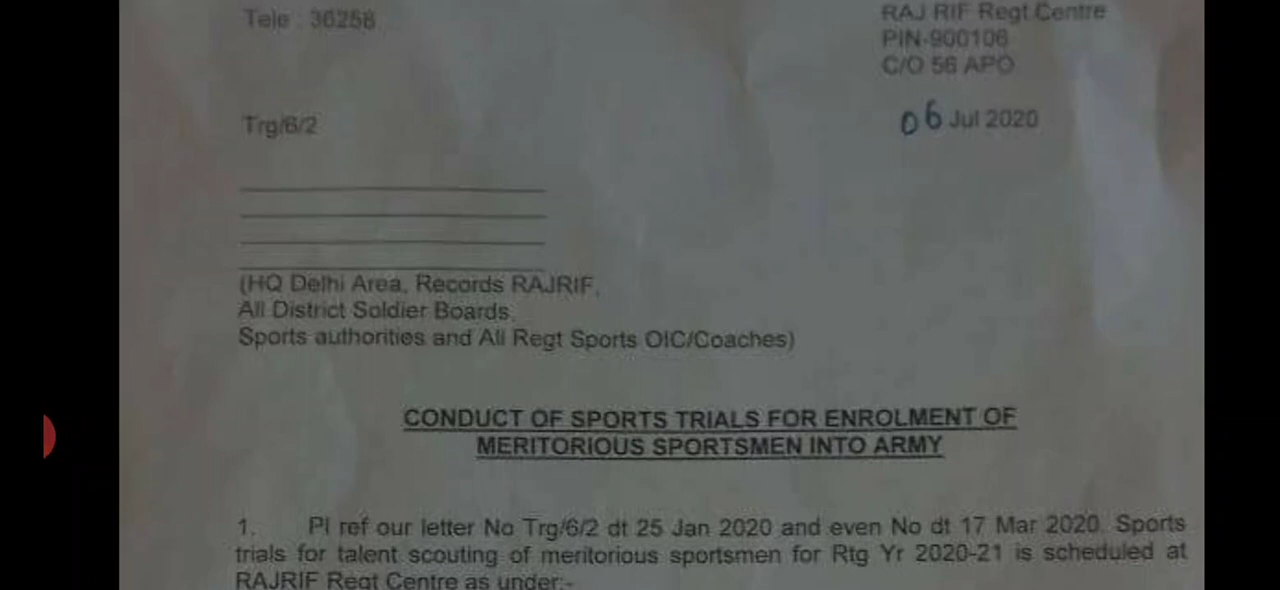 Tele : 36258
RAJ RIF Regt Centre
PIN-900106
C/O 56 APO
Trg/6/2
06 Jul 2020
(HQ Delhi Area, Records RAJRIF,
All District Soldier Boards,
Sports authorities and All Regt Sports OIC/Coaches)
CONDUCT OF SPORTS TRIALS FOR ENROLMENT OF
MERITORIOUS SPORTSMEN INTO ARMY
1. Pl ref our letter No Trg/6/2 dt 25 Jan 2020 and even No dt 17 Mar 2020. Sports
trials for talent scouting of meritorious sportsmen for Rtg Yr 2020-21 is scheduled at
RAJRIF Regt Centre as under:-